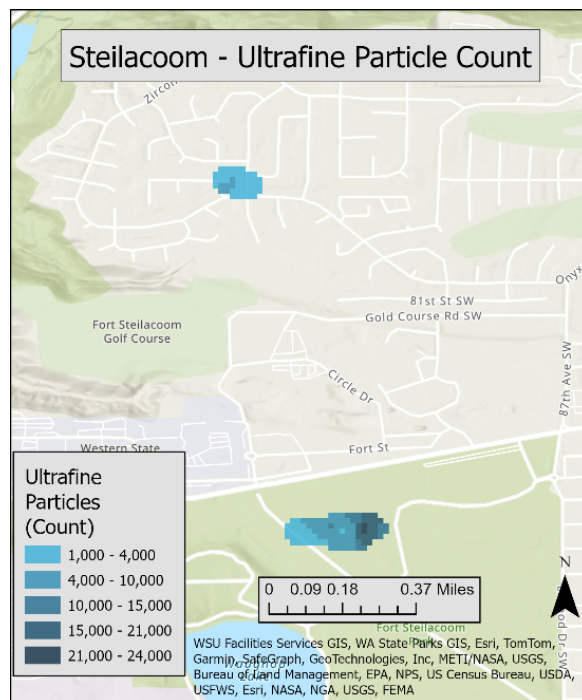 Steilacoom - Ultrafine Particle Count
Zircon
Onyx
81st St SW
Gold Course Rd SW
Fort Steilacoom
Golf Course
87th Ave SW
Circle Dr
Fort St
Western State
Ultrafine
Particles
(Count)
1,000 - 4,000
4,000 - 10,000
10,000 - 15,000
15,000 - 21,000
21,000 - 24,000
0 0.09 0.18 0.37 Miles
N
Fort Steilacoom
WSU Facilities Services GIS, WA State Parks GIS, Esri, TomTom,
Garmin, SafeGraph, GeoTechnologies, Inc, METI/NASA, USGS,
Bureau of Land Management, EPA, NPS, US Census Bureau, USDA,
USFWS, Esri, NASA, NGA, USGS, FEMA